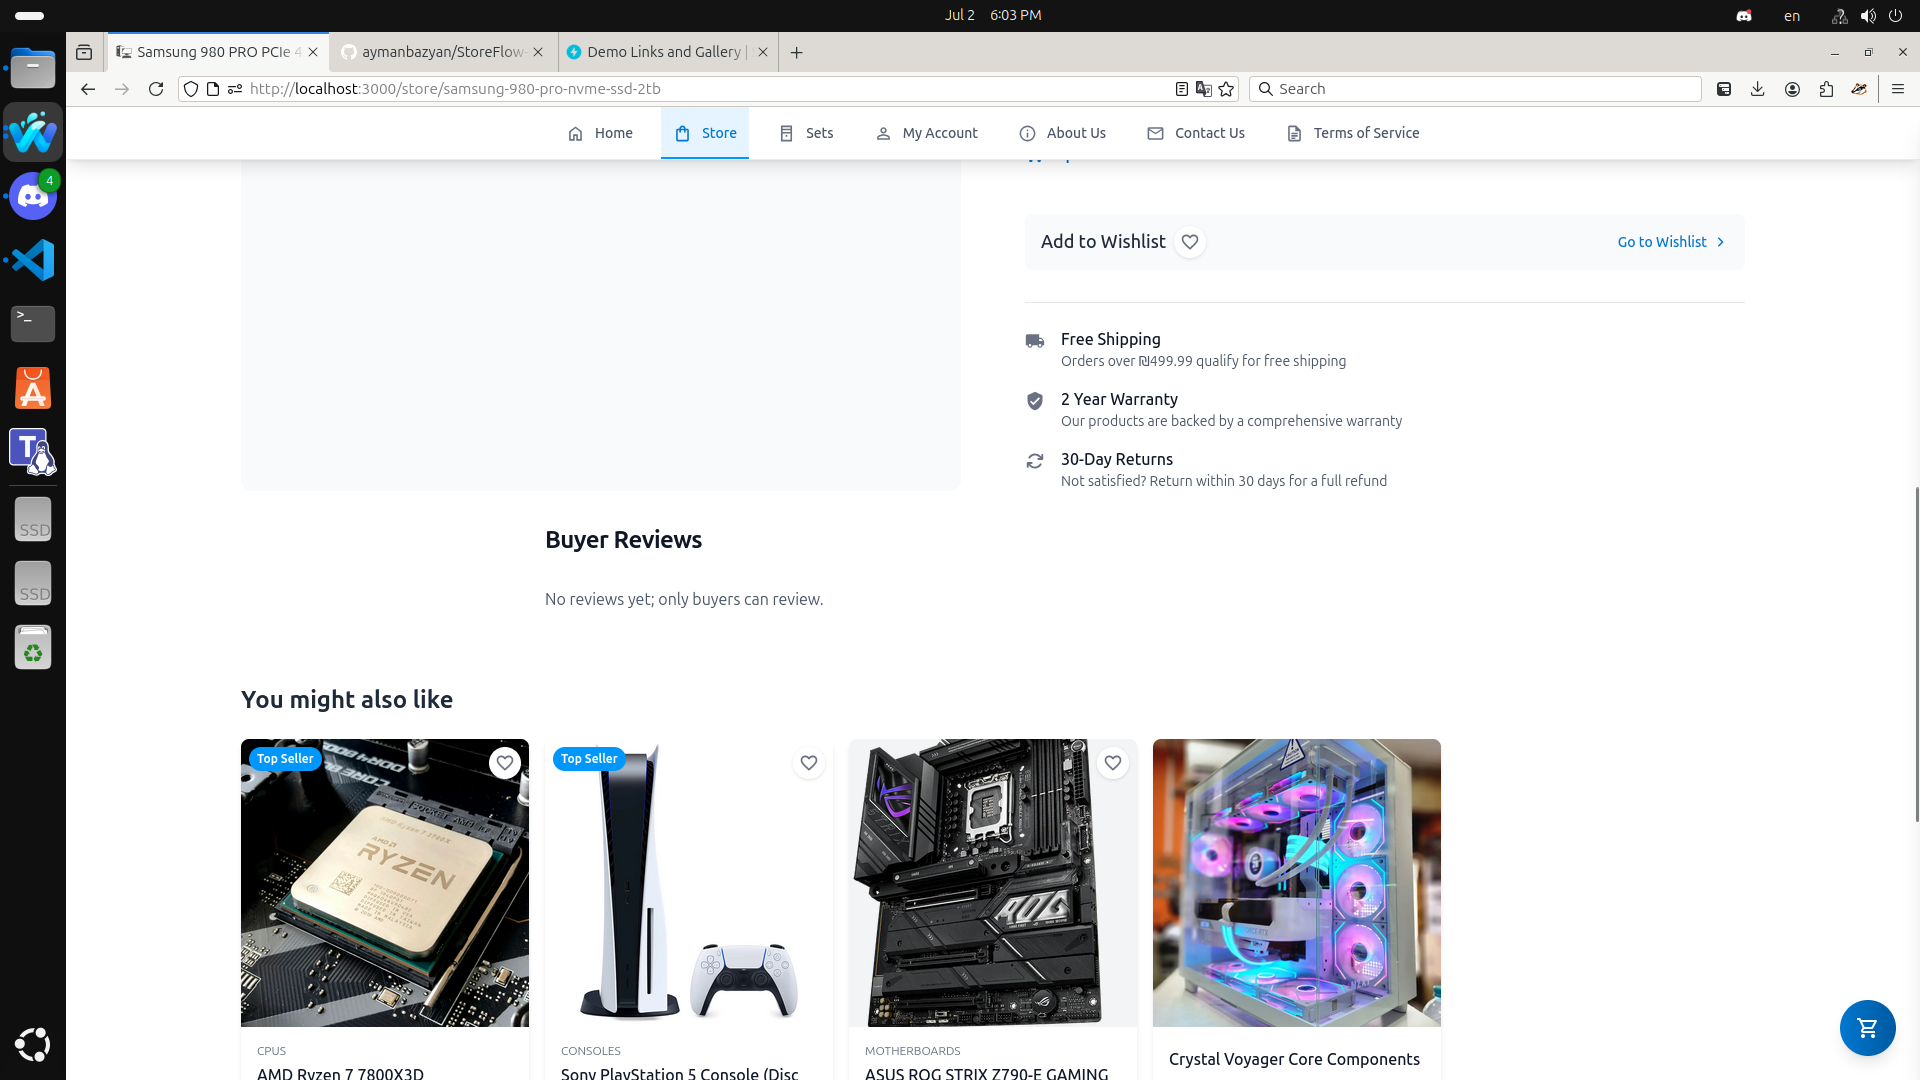 Jul 2 6:03 PM
en
Samsung 980 PRO PCIe 4
aymanbazyan/StoreFlow-
Demo Links and Gallery |
http://localhost:3000/store/samsung-980-pro-nvme-ssd-2tb
Search
4
>_
SSD
SSD
Home
Store
Sets
My Account
About Us
Contact Us
Terms of Service
Add to Wishlist
Go to Wishlist
Free Shipping
Orders over ₪499.99 qualify for free shipping
2 Year Warranty
Our products are backed by a comprehensive warranty
30-Day Returns
Not satisfied? Return within 30 days for a full refund
Buyer Reviews
No reviews yet; only buyers can review.
You might also like
Top Seller
RYZEN
CPUS
AMD Ryzen 7 7800X3D
Top Seller
CONSOLES
Sony PlayStation 5 Console (Disc
MOTHERBOARDS
ASUS ROG STRIX Z790-E GAMING
Crystal Voyager Core Components